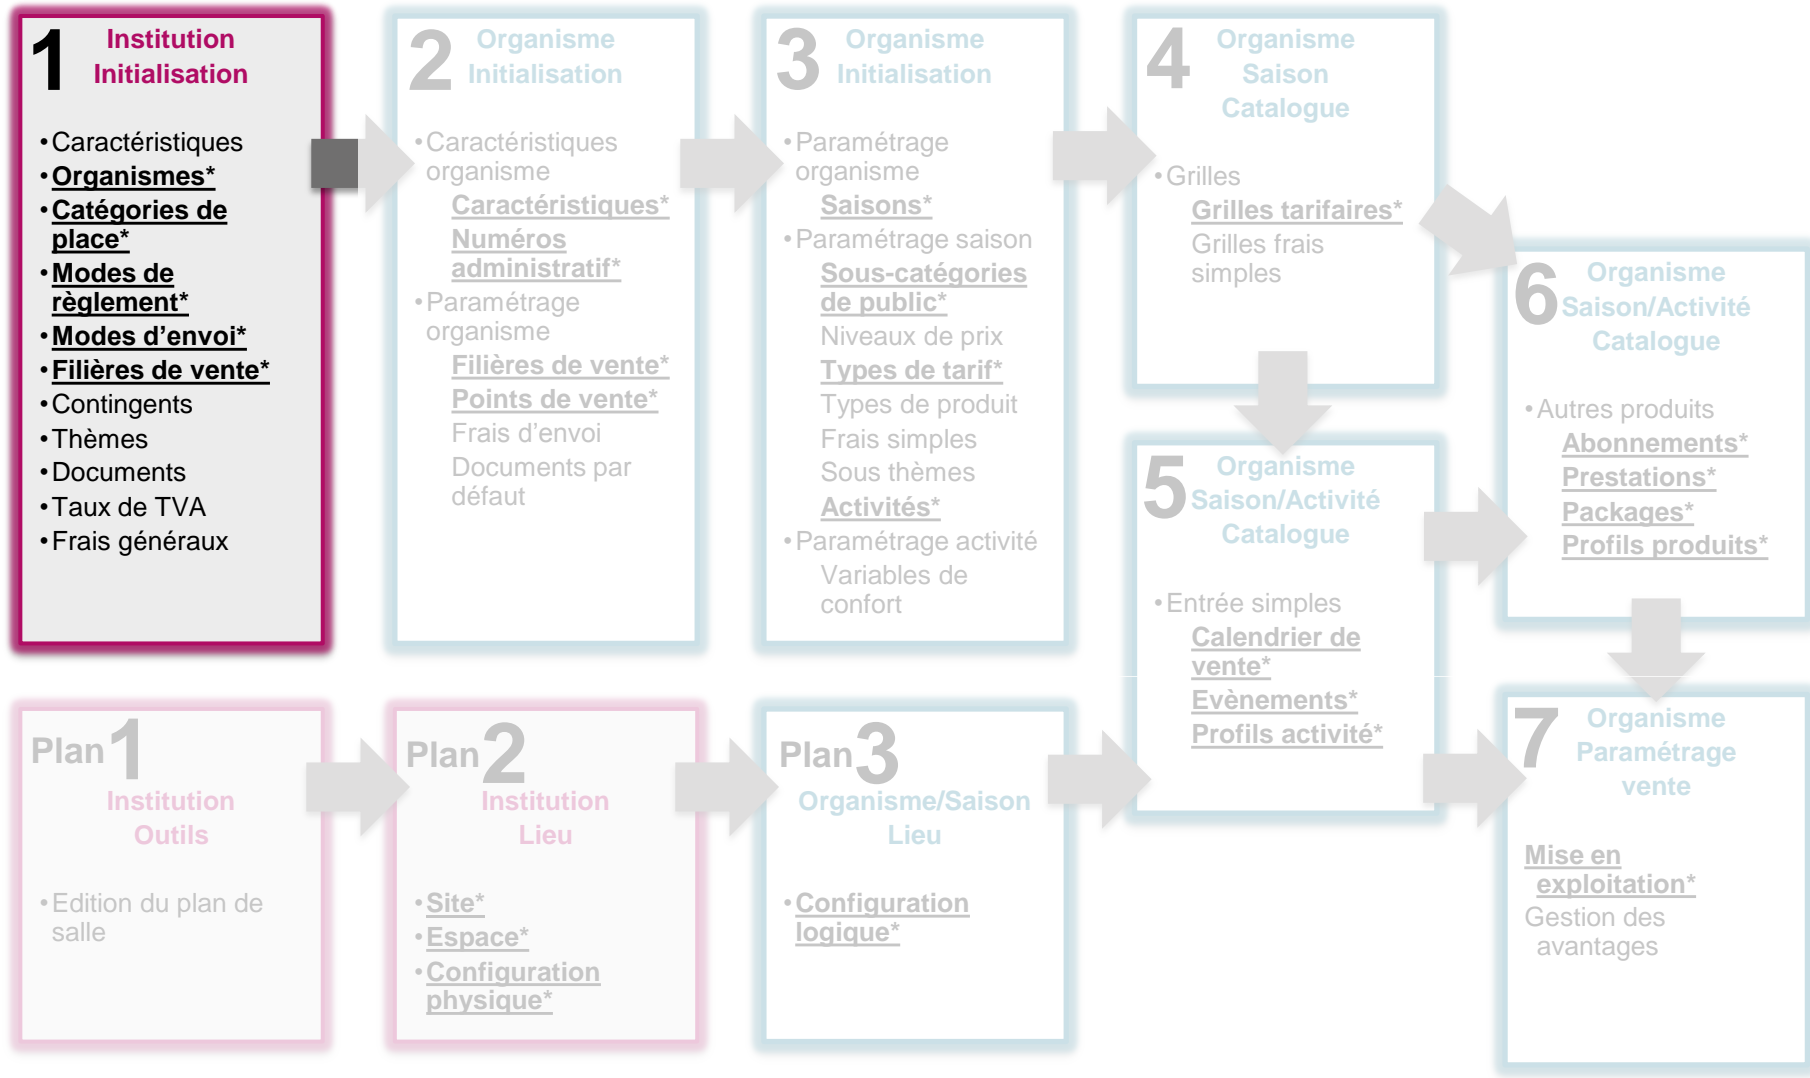 1
Institution
Initialisation
•Caractéristiques
•Organismes*
•Catégories de
place*
•Modes de
règlement*
•Modes d'envoi*
•Filières de vente*
•Contingents
•Thèmes
•Documents
•Taux de TVA
•Frais généraux
2
Organisme
Initialisation
•Caractéristiques
organisme
Caractéristiques*
Numéros
administratif*
•Paramétrage
organisme
Filières de vente*
Points de vente*
Frais d'envoi
Documents par
défaut
3
Organisme
Initialisation
•Paramétrage
organisme
Saisons*
•Paramétrage saison
Sous-catégories
de public*
Niveaux de prix
Types de tarif*
Types de produit
Frais simples
Sous thèmes
Activités*
•Paramétrage activité
Variables de
confort
4
Organisme
Saison
Catalogue
•Grilles
Grilles tarifaires*
Grilles frais
simples
5
Organisme
Saison/Activité
Catalogue
•Entrée simples
Calendrier de
vente*
Evènements*
Profils activité*
6
Organisme
Saison/Activité
Catalogue
•Autres produits
Abonnements*
Prestations*
Packages*
Profils produits*
Plan1
Institution
Outils
•Edition du plan de
salle
Plan2
Institution
Lieu
•Site*
•Espace*
•Configuration
physique*
Plan3
Organisme/Saison
Lieu
•Configuration
logique*
7
Organisme
Paramétrage
vente
Mise en
exploitation*
Gestion des
avantages